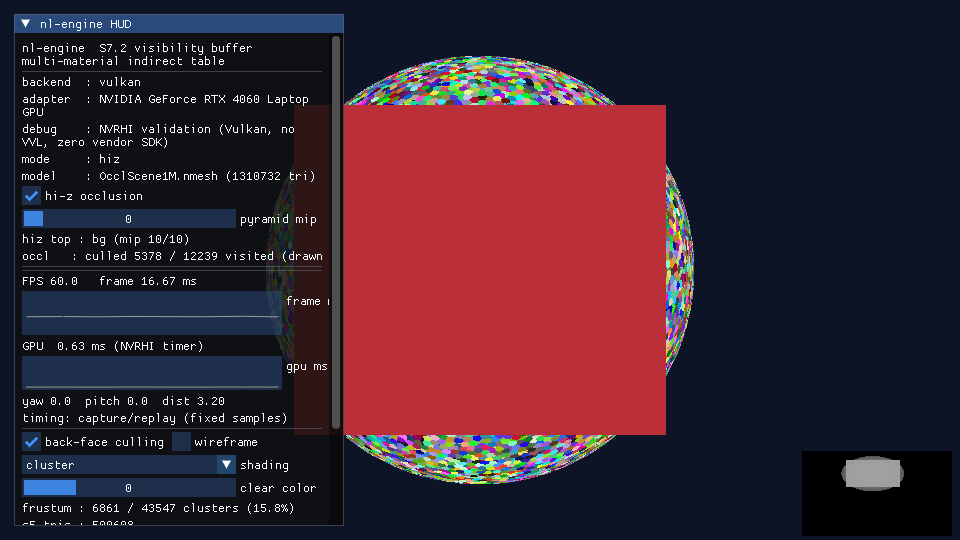 nl-engine HUD
nl-engine S7.2 visibility buffer
multi-material indirect table
backend : vulkan
adapter : NVIDIA GeForce RTX 4060 Laptop
GPU
debug : NVRHI validation (Vulkan, no
VVL, zero vendor SDK)
mode : hiz
model : OcclScene1M.nmesh (1310732 tri)
hi-z occlusion
0 pyramid mip
hiz top : bg (mip 10/10)
occl : culled 5378 / 12239 visited (drawn
FPS 60.0 frame 16.67 ms
frame
GPU 0.63 ms (NVRHI timer)
gpu ms
yaw 0.0 pitch 0.0 dist 3.20
timing: capture/replay (fixed samples)
back-face culling wireframe
cluster shading
0 clear color
frustum : 6861 / 43547 clusters (15.8%)